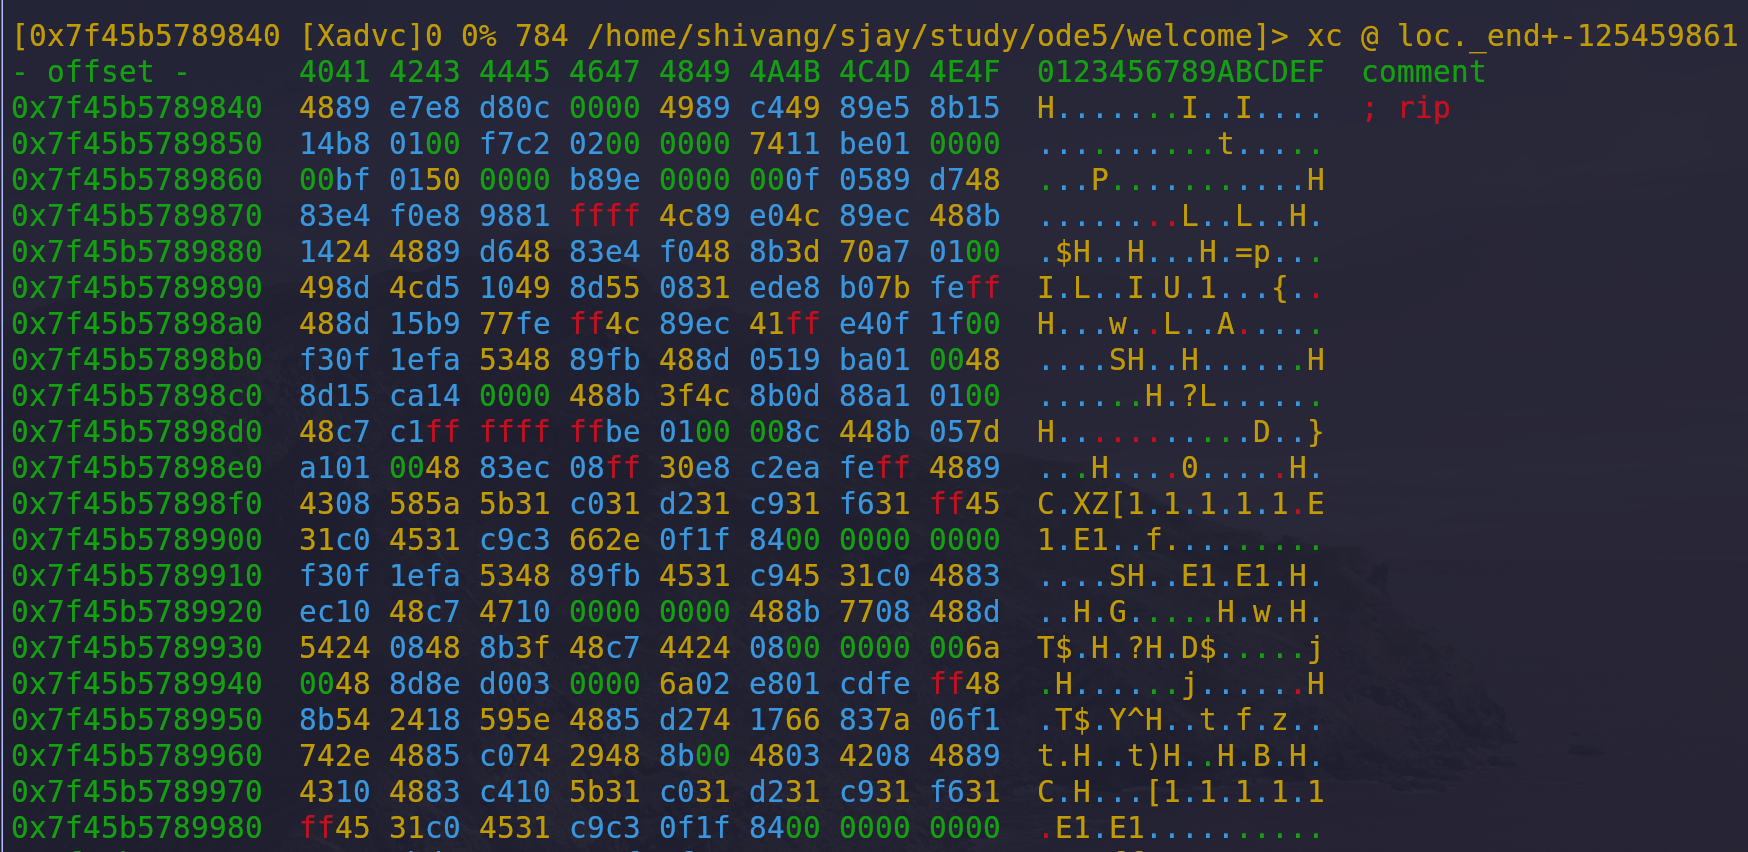 [0x7f45b5789840 [Xadvc]0 0% 784 /home/shivang/sjay/study/ode5/welcome]> xc @ loc._end+-125459861
- offset -   4041 4243 4445 4647 4849 4A4B 4C4D 4E4F  0123456789ABCDEF  comment
0x7f45b5789840  4889 e7e8 d80c 0000 4989 c449 89e5 8b15  H.......I..I....  ; rip
0x7f45b5789850  14b8 0100 f7c2 0200 0000 7411 be01 0000  ..........t.....
0x7f45b5789860  00bf 0150 0000 b89e 0000 000f 0589 d748  ...P...........H
0x7f45b5789870  83e4 f0e8 9881 ffff 4c89 e04c 89ec 488b  ........L..L..H.
0x7f45b5789880  1424 4889 d648 83e4 f048 8b3d 70a7 0100  .$H..H...H.=p...
0x7f45b5789890  498d 4cd5 1049 8d55 0831 ede8 b07b feff  I.L..I.U.1...{..
0x7f45b57898a0  488d 15b9 77fe ff4c 89ec 41ff e40f 1f00  H...w..L..A.....
0x7f45b57898b0  f30f 1efa 5348 89fb 488d 0519 ba01 0048  ....SH..H......H
0x7f45b57898c0  8d15 ca14 0000 488b 3f4c 8b0d 88a1 0100  ......H.?L......
0x7f45b57898d0  48c7 c1ff ffff ffbe 0100 008c 448b 057d  H...........D..}
0x7f45b57898e0  a101 0048 83ec 08ff 30e8 c2ea feff 4889  ...H....0.....H.
0x7f45b57898f0  4308 585a 5b31 c031 d231 c931 f631 ff45  C.XZ[1.1.1.1.1.E
0x7f45b5789900  31c0 4531 c9c3 662e 0f1f 8400 0000 0000  1.E1..f.........
0x7f45b5789910  f30f 1efa 5348 89fb 4531 c945 31c0 4883  ....SH..E1.E1.H.
0x7f45b5789920  ec10 48c7 4710 0000 0000 488b 7708 488d  ..H.G.....H.w.H.
0x7f45b5789930  5424 0848 8b3f 48c7 4424 0800 0000 006a  T$.H.?H.D$.....j
0x7f45b5789940  0048 8d8e d003 0000 6a02 e801 cdfe ff48  .H......j......H
0x7f45b5789950  8b54 2418 595e 4885 d274 1766 837a 06f1  .T$.Y^H..t.f.z..
0x7f45b5789960  742e 4885 c074 2948 8b00 4803 4208 4889  t.H..t)H..H.B.H.
0x7f45b5789970  4310 4883 c410 5b31 c031 d231 c931 f631  C.H...[1.1.1.1.1
0x7f45b5789980  ff45 31c0 4531 c9c3 0f1f 8400 0000 0000  .E1.E1..........